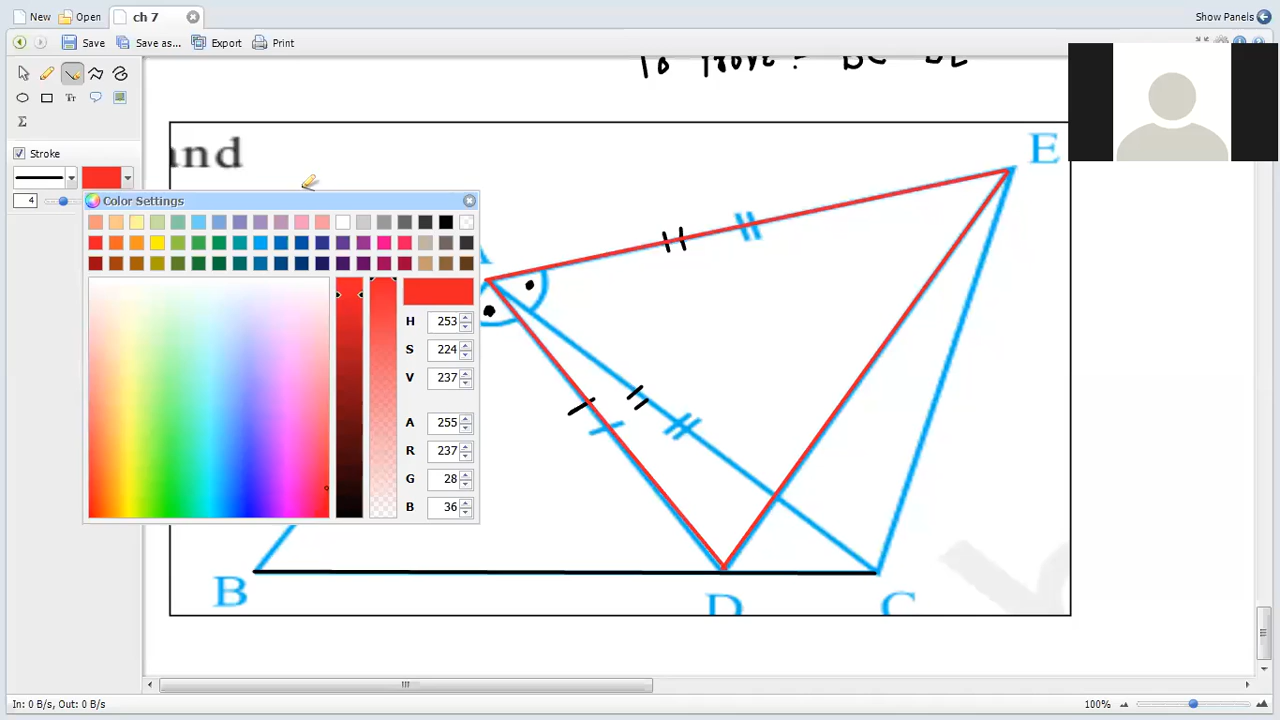 New Open ch 7 Show Panels
Save Save as... Export Print
To Prove : BC DE
and
E
Stroke
4
Color Settings
A
H 253
S 224
V 237
A 255
R 237
G 28
B 36
B D C
In: 0 B/s, Out: 0 B/s 100%